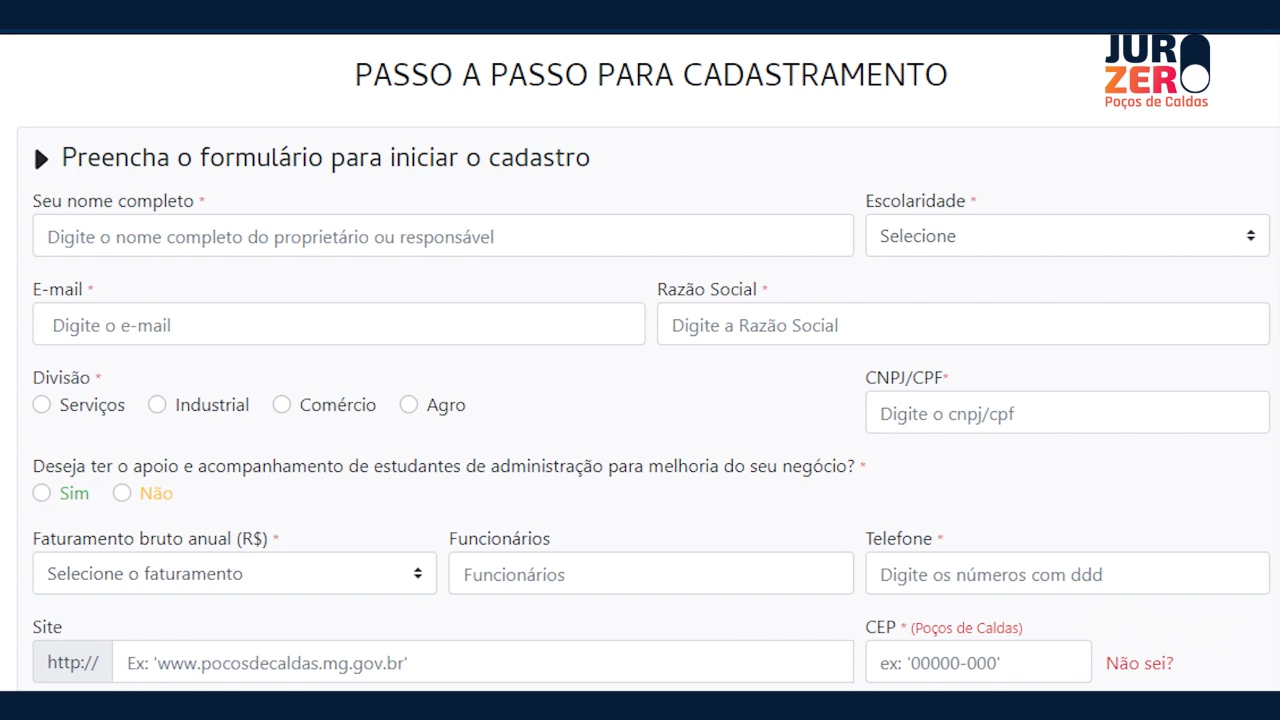 JURO
ZERO
Poços de Caldas
PASSO A PASSO PARA CADASTRAMENTO
Preencha o formulário para iniciar o cadastro
Seu nome completo * Escolaridade *
Digite o nome completo do proprietário ou responsável Selecione
E-mail * Razão Social *
Digite o e-mail Digite a Razão Social
Divisão * CNPJ/CPF*
Serviços Industrial Comércio Agro Digite o cnpj/cpf
Deseja ter o apoio e acompanhamento de estudantes de administração para melhoria do seu negócio? *
Sim Não
Faturamento bruto anual (R$) * Funcionários Telefone *
Selecione o faturamento Funcionários Digite os números com ddd
Site CEP * (Poços de Caldas)
http:// Ex: 'www.pocosdecaldas.mg.gov.br' ex: '00000-000' Não sei?